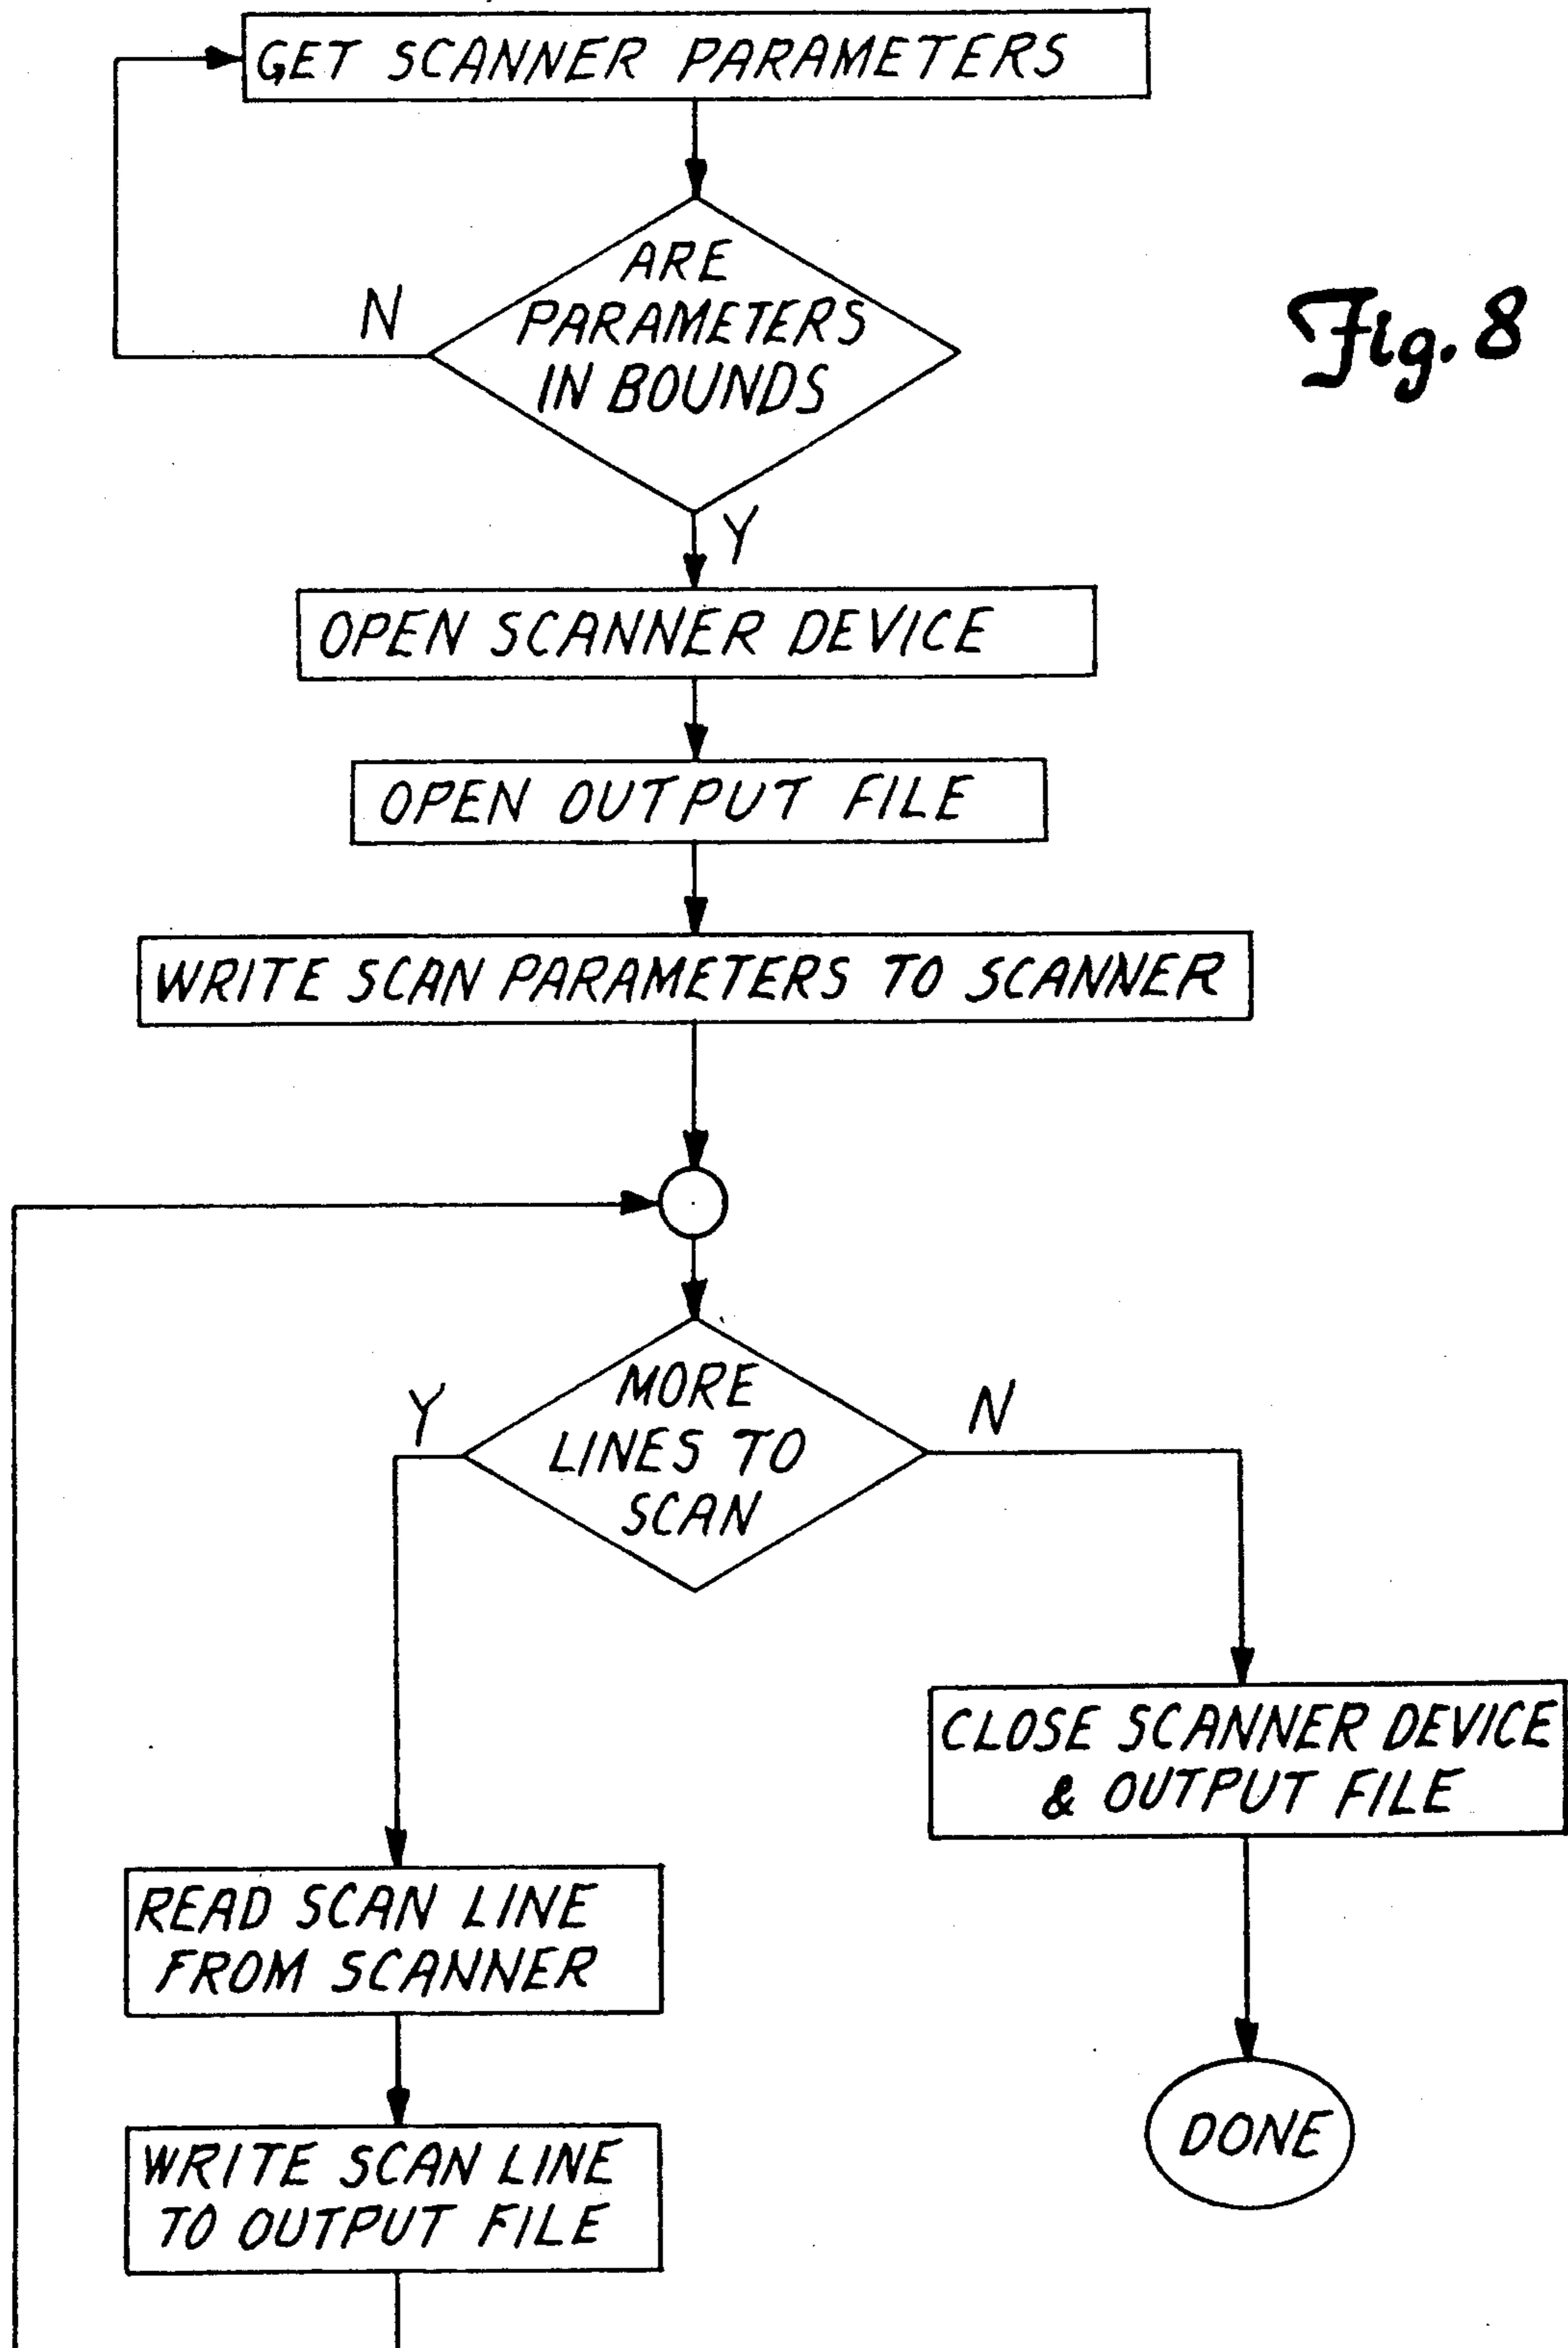 GET SCANNER PARAMETERS
ARE
PARAMETERS
IN BOUNDS
N
Fig. 8
Y
OPEN SCANNER DEVICE
OPEN OUTPUT FILE
WRITE SCAN PARAMETERS TO SCANNER
MORE
LINES TO
SCAN
Y
N
CLOSE SCANNER DEVICE
& OUTPUT FILE
READ SCAN LINE
FROM SCANNER
DONE
WRITE SCAN LINE
TO OUTPUT FILE